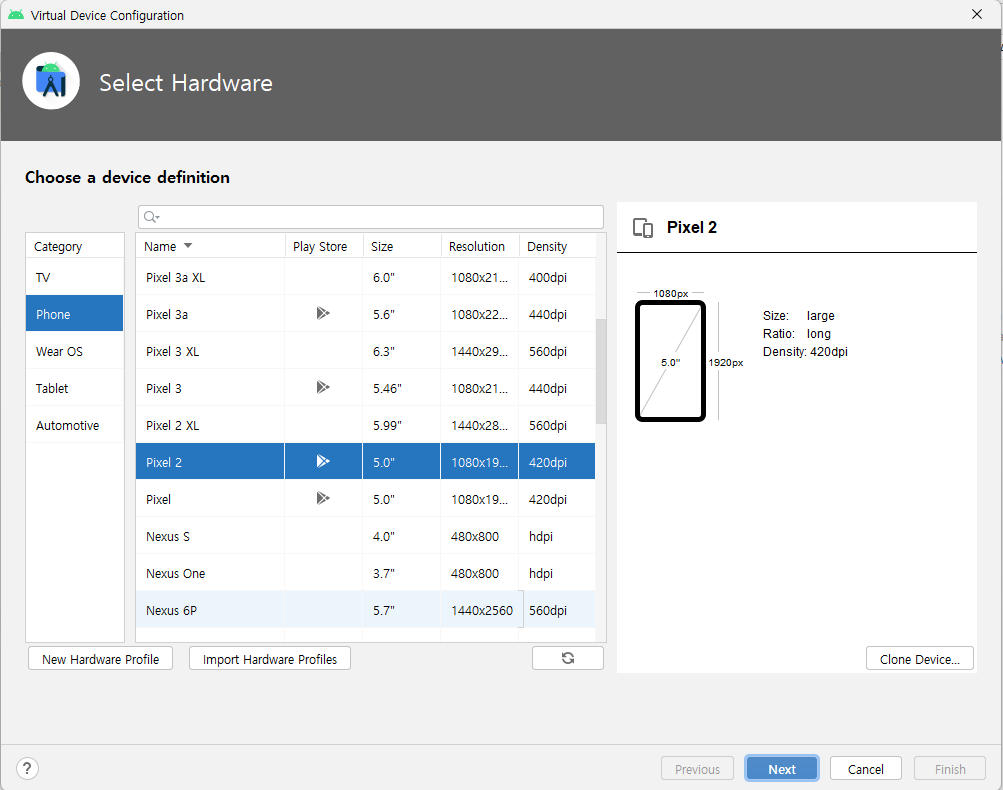 Virtual Device Configuration
Select Hardware
Choose a device definition
Category
TV
Phone
Wear OS
Tablet
Automotive
Name Play Store Size Resolution Density
Pixel 3a XL 6.0" 1080x21... 400dpi
Pixel 3a 5.6" 1080x22... 440dpi
Pixel 3 XL 6.3" 1440x29... 560dpi
Pixel 3 5.46" 1080x21... 440dpi
Pixel 2 XL 5.99" 1440x28... 560dpi
Pixel 2 5.0" 1080x19... 420dpi
Pixel 5.0" 1080x19... 420dpi
Nexus S 4.0" 480x800 hdpi
Nexus One 3.7" 480x800 hdpi
Nexus 6P 5.7" 1440x2560 560dpi
New Hardware Profile Import Hardware Profiles
Pixel 2
1080px
5.0"
1920px
Size: large
Ratio: long
Density: 420dpi
Clone Device...
? Previous Next Cancel Finish